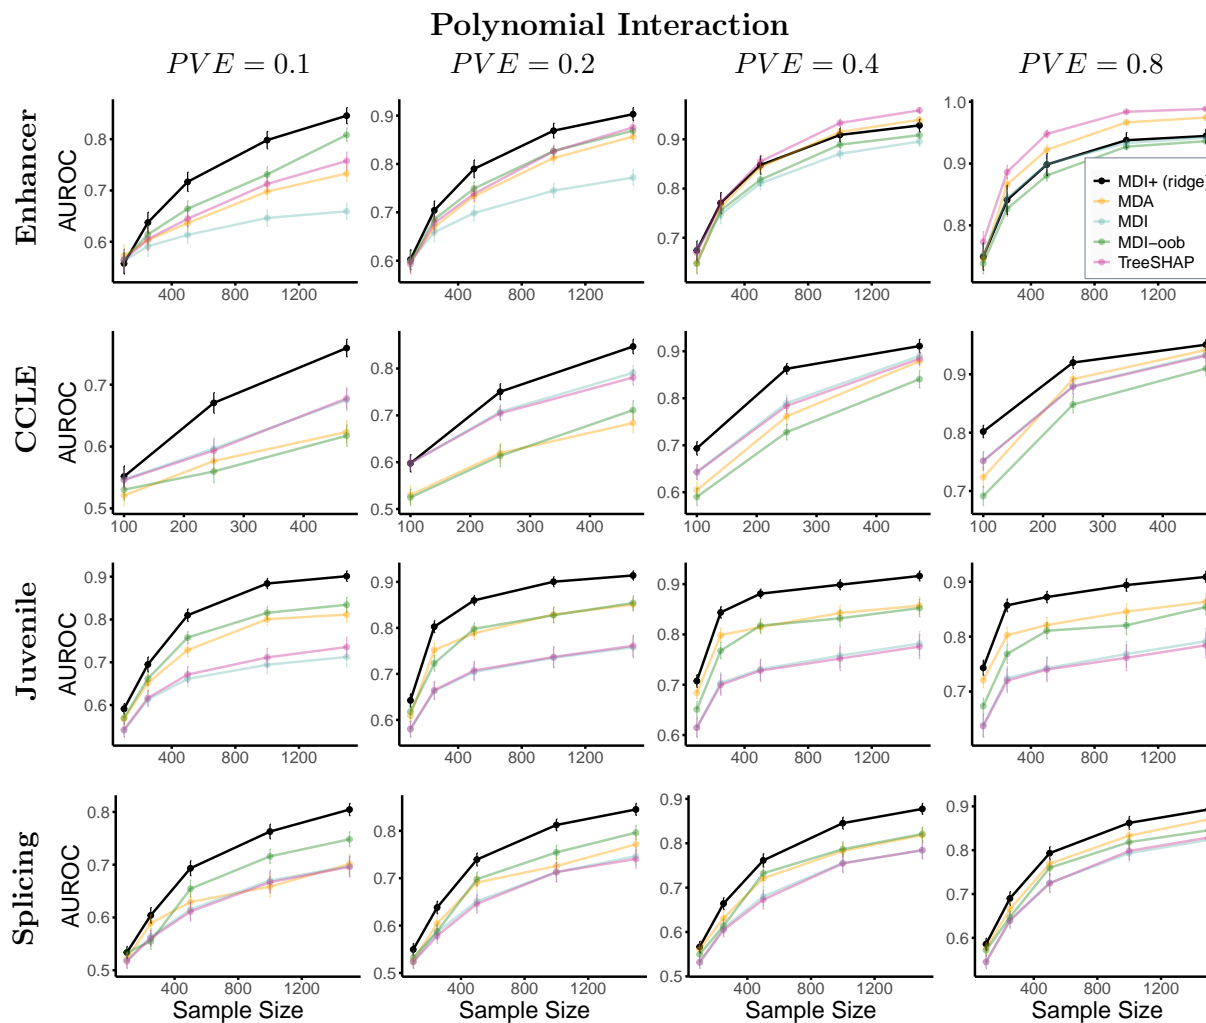 Polynomial Interaction
PVE = 0.1 PVE = 0.2 PVE = 0.4 PVE = 0.8
Enhancer
AUROC
0.8
0.7
0.6
400 800 1200
0.9
0.8
0.7
0.6
400 800 1200
0.9
0.8
0.7
400 800 1200
1.0
0.9
0.8
400 800 1200
MDI+ (ridge)
MDA
MDI
MDI−oob
TreeSHAP
CCLE
AUROC
0.7
0.6
0.5
100 200 300 400
0.8
0.7
0.6
0.5
100 200 300 400
0.9
0.8
0.7
0.6
100 200 300 400
0.9
0.8
0.7
100 200 300 400
Juvenile
AUROC
0.9
0.8
0.7
0.6
400 800 1200
0.9
0.8
0.7
0.6
400 800 1200
0.9
0.8
0.7
0.6
400 800 1200
0.9
0.8
0.7
400 800 1200
Splicing
AUROC
0.8
0.7
0.6
0.5
400 800 1200
0.8
0.7
0.6
0.5
400 800 1200
0.9
0.8
0.7
0.6
0.5
400 800 1200
0.9
0.8
0.7
0.6
400 800 1200
Sample Size Sample Size Sample Size Sample Size